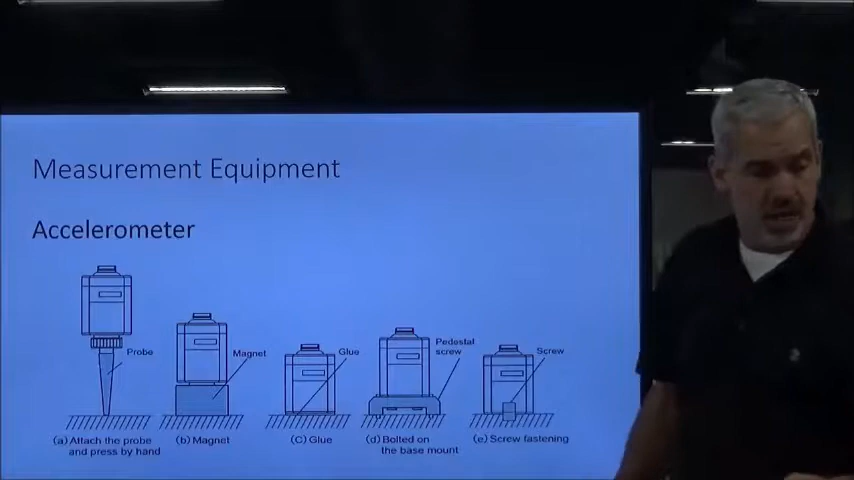 Measurement Equipment
Accelerometer
Probe
Magnet
Glue
Pedestal
screw
Screw
(a) Attach the probe
and press by hand
(b) Magnet
(C) Glue
(d) Bolted on
the base mount
(e) Screw fastening